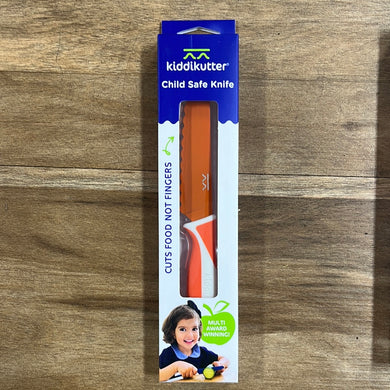 kiddikutter®
Child Safe Knife
CUTS FOOD NOT FINGERS
MULTI
AWARD
WINNING!